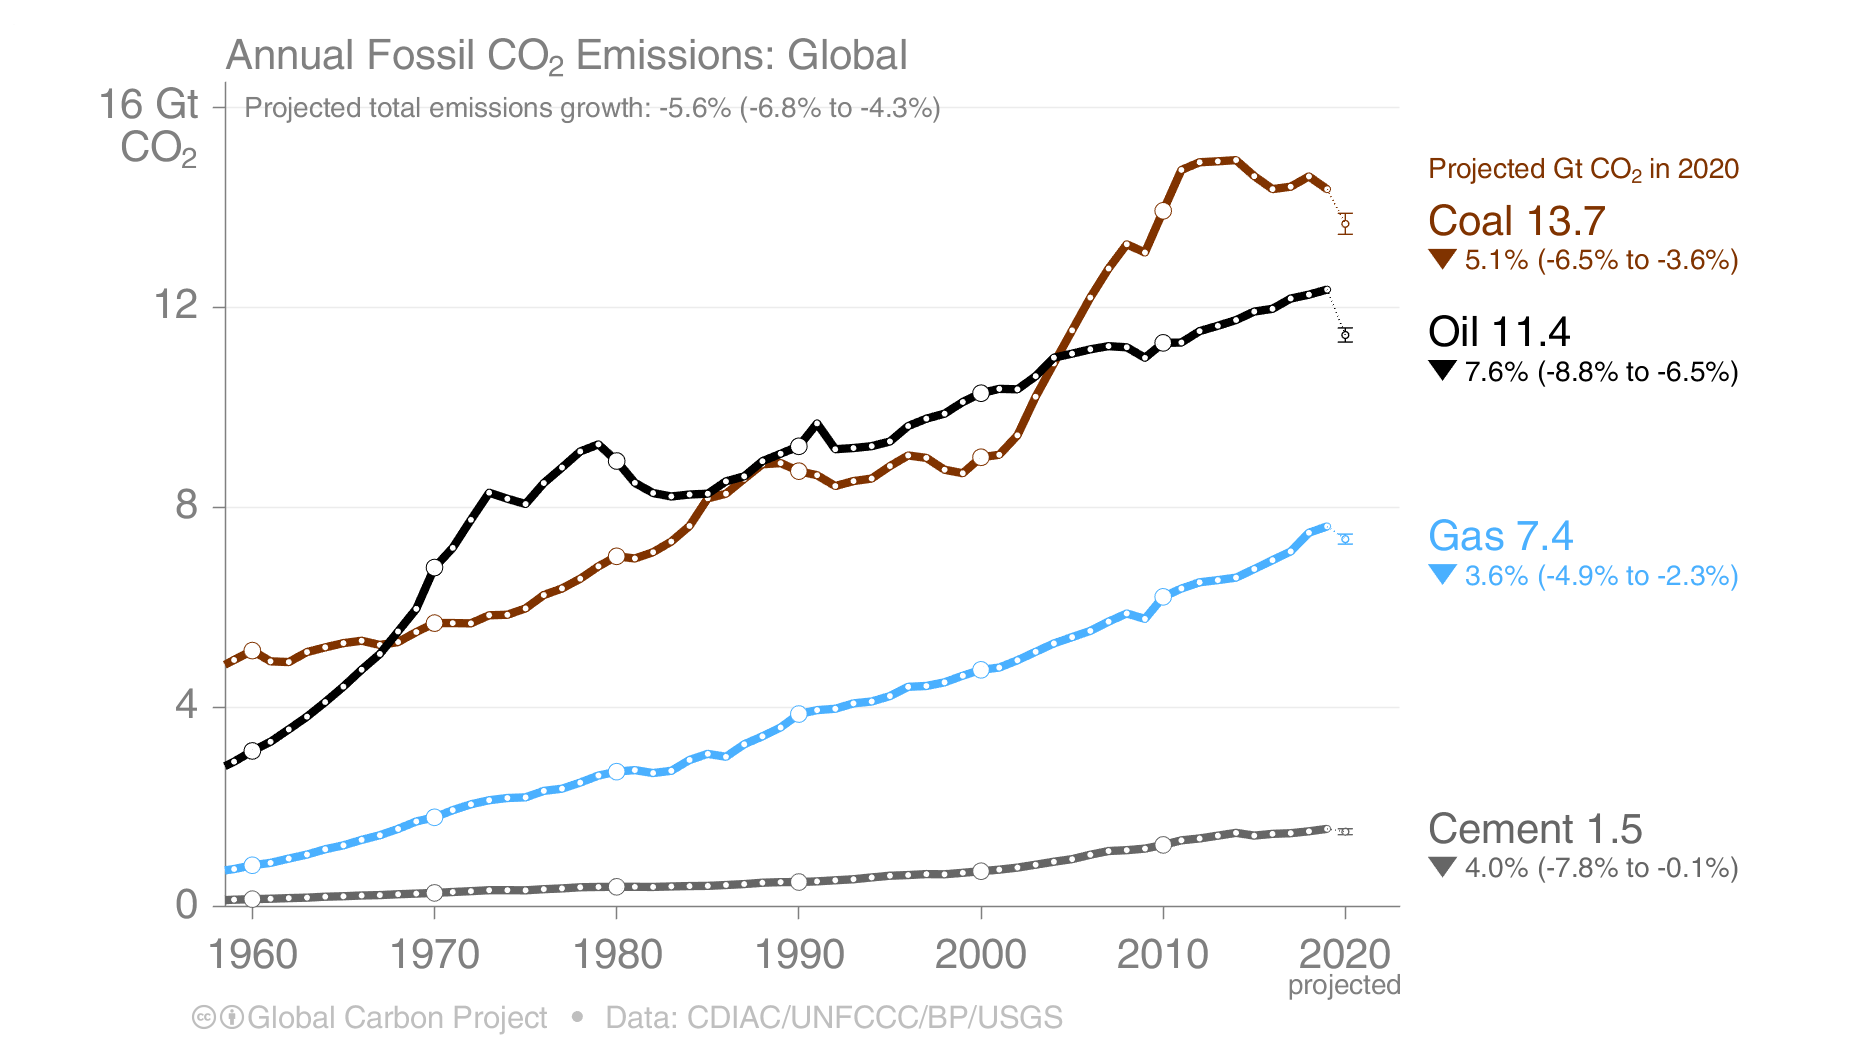 Annual Fossil CO₂ Emissions: Global
16 Gt
CO₂
Projected total emissions growth: -5.6% (-6.8% to -4.3%)
12
8
4
0
Projected Gt CO₂ in 2020
Coal 13.7
▼ 5.1% (-6.5% to -3.6%)
Oil 11.4
▼ 7.6% (-8.8% to -6.5%)
Gas 7.4
▼ 3.6% (-4.9% to -2.3%)
Cement 1.5
▼ 4.0% (-7.8% to -0.1%)
1960 1970 1980 1990 2000 2010 2020
projected
cc Global Carbon Project • Data: CDIAC/UNFCCC/BP/USGS